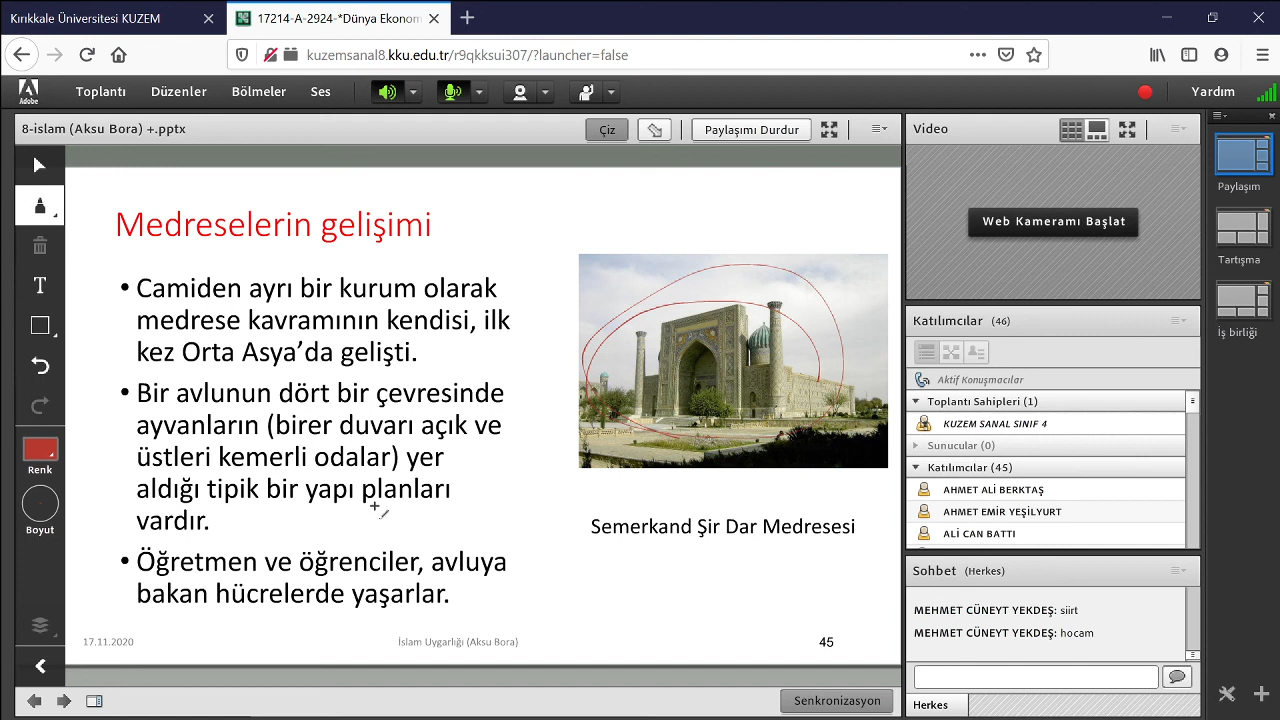 Kırıkkale Üniversitesi KUZEM
17214-A-2924-*Dünya Ekonom
kuzemsanal8.kku.edu.tr/r9qkksui307/?launcher=false
Adobe
Toplantı
Düzenler
Bölmeler
Ses
Yardım
8-islam (Aksu Bora) +.pptx
Çiz
Paylaşımı Durdur
Medreselerin gelişimi
• Camiden ayrı bir kurum olarak
medrese kavramının kendisi, ilk
kez Orta Asya’da gelişti.
• Bir avlunun dört bir çevresinde
ayvanların (birer duvarı açık ve
üstleri kemerli odalar) yer
aldığı tipik bir yapı planları
vardır.
• Öğretmen ve öğrenciler, avluya
bakan hücrelerde yaşarlar.
Semerkand Şir Dar Medresesi
17.11.2020
İslam Uygarlığı (Aksu Bora)
45
T
Renk
Boyut
Senkronizasyon
Video
Web Kameramı Başlat
Katılımcılar (46)
Aktif Konuşmacılar
Toplantı Sahipleri (1)
KUZEM SANAL SINIF 4
Sunucular (0)
Katılımcılar (45)
AHMET ALİ BERKTAŞ
AHMET EMİR YEŞİLYURT
ALİ CAN BATTI
Sohbet (Herkes)
MEHMET CÜNEYT YEKDEŞ: siirt
MEHMET CÜNEYT YEKDEŞ: hocam
Herkes
Paylaşım
Tartışma
İş birliği